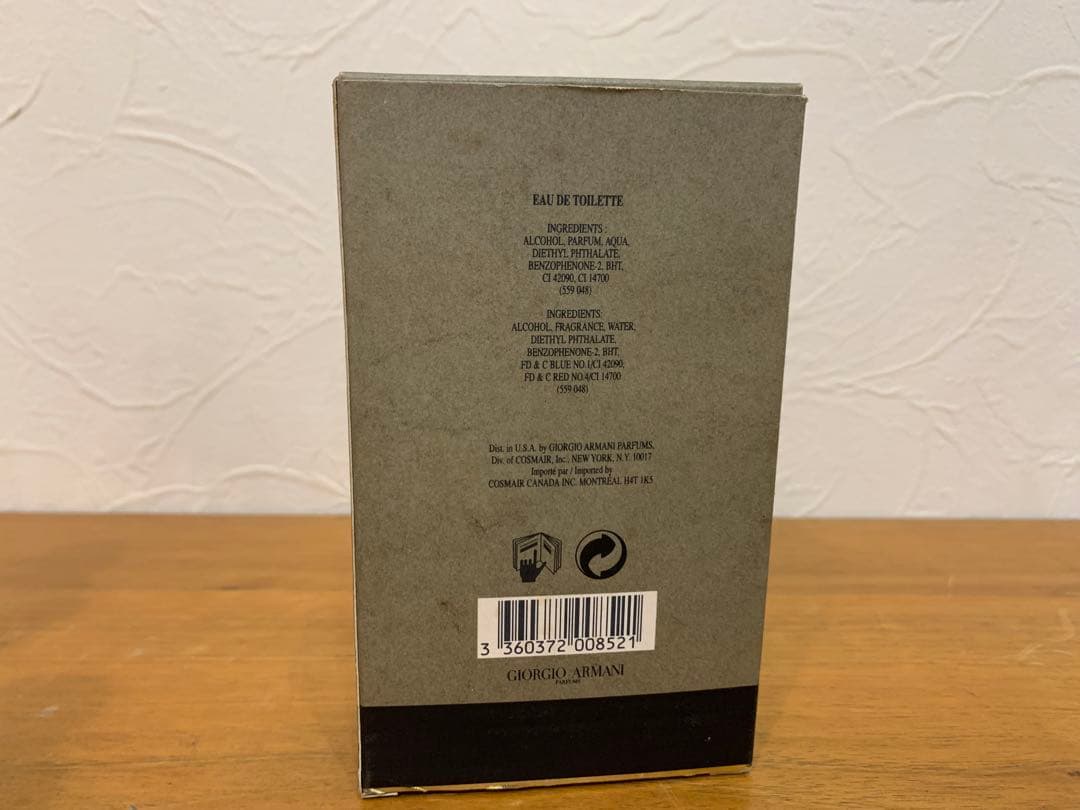 EAU DE TOILETTE
INGREDIENTS :
ALCOHOL, PARFUM, AQUA,
DIETHYL PHTHALATE,
BENZOPHENONE-2, BHT,
CI 42090, CI 14700
(559 048)
INGREDIENTS:
ALCOHOL, FRAGRANCE, WATER,
DIETHYL PHTHALATE,
BENZOPHENONE-2, BHT,
FD & C BLUE NO.1/CI 42090,
FD & C RED NO.4/CI 14700
(559 048)
Dist. in U.S.A. by GIORGIO ARMANI PARFUMS,
Div. of COSMAIR, Inc., NEW YORK, N.Y. 10017
Importé par / Imported by
COSMAIR CANADA INC. MONTRÉAL H4T 1K5
3 360372 008521
GIORGIO ARMANI
PARFUMS